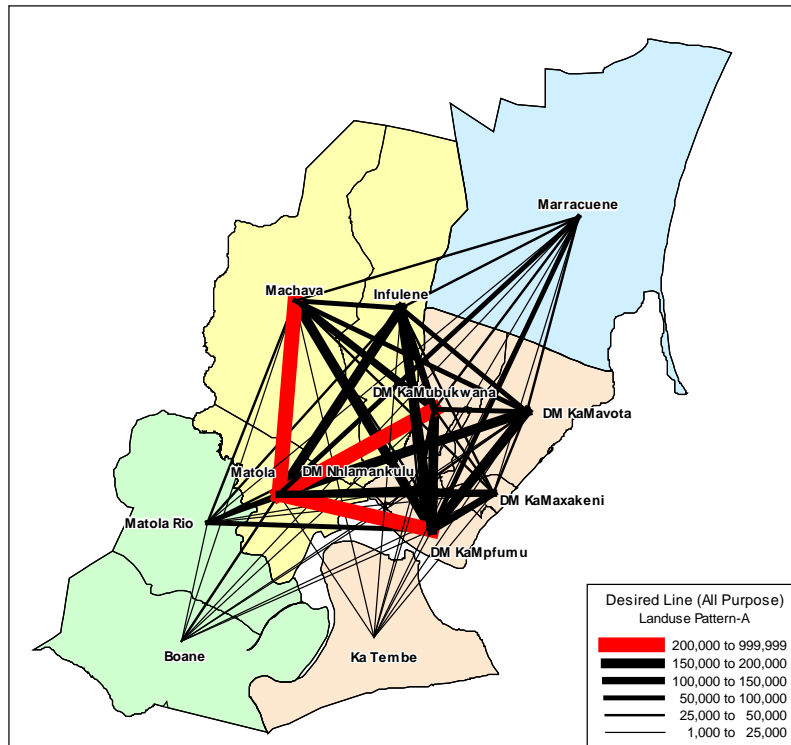 Marracuene
Machava
Infulene
DM KaMubukwana
DM KaMavota
Matola
DM Nhlamankulu
DM KaMaxakeni
Matola Rio
DM KaMpfumu
Boane
Ka Tembe
Desired Line (All Purpose)
Landuse Pattern-A
200,000 to 999,999
150,000 to 200,000
100,000 to 150,000
50,000 to 100,000
25,000 to 50,000
1,000 to 25,000